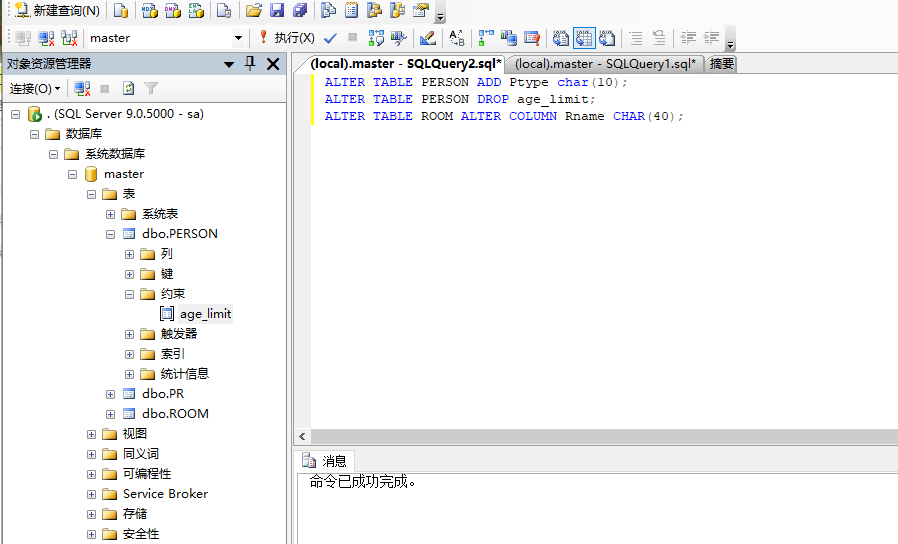 新建查询(N)
master
执行(X)
对象资源管理器
(local).master - SQLQuery2.sql*
(local).master - SQLQuery1.sql*
摘要
连接(O)
. (SQL Server 9.0.5000 - sa)
数据库
系统数据库
master
表
系统表
dbo.PERSON
列
键
约束
age_limit
触发器
索引
统计信息
dbo.PR
dbo.ROOM
视图
同义词
可编程性
Service Broker
存储
安全性
ALTER TABLE PERSON ADD Ptype char(10);
ALTER TABLE PERSON DROP age_limit;
ALTER TABLE ROOM ALTER COLUMN Rname CHAR(40);
消息
命令已成功完成。